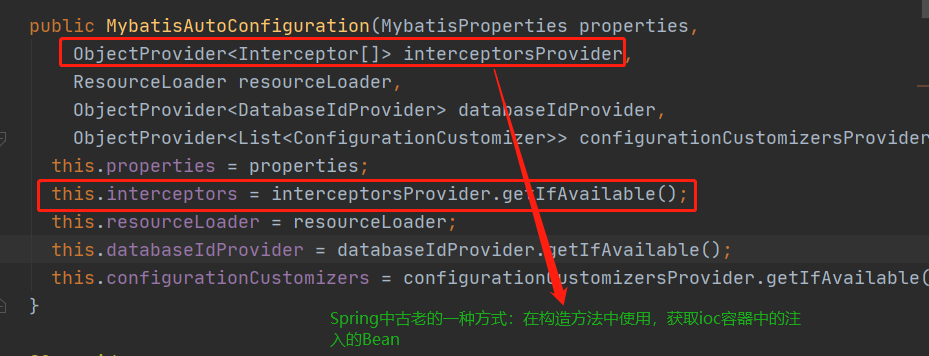 public MybatisAutoConfiguration(MybatisProperties properties,
ObjectProvider<Interceptor[]> interceptorsProvider,
ResourceLoader resourceLoader,
ObjectProvider<DatabaseIdProvider> databaseIdProvider,
ObjectProvider<List<ConfigurationCustomizer>> configurationCustomizersProvider
this.properties = properties;
this.interceptors = interceptorsProvider.getIfAvailable();
this.resourceLoader = resourceLoader;
this.databaseIdProvider = databaseIdProvider.getIfAvailable();
this.configurationCustomizers = configurationCustomizersProvider.getIfAvailable(
}
Spring中古老的一种方式：在构造方法中使用，获取ioc容器中的注
入的Bean